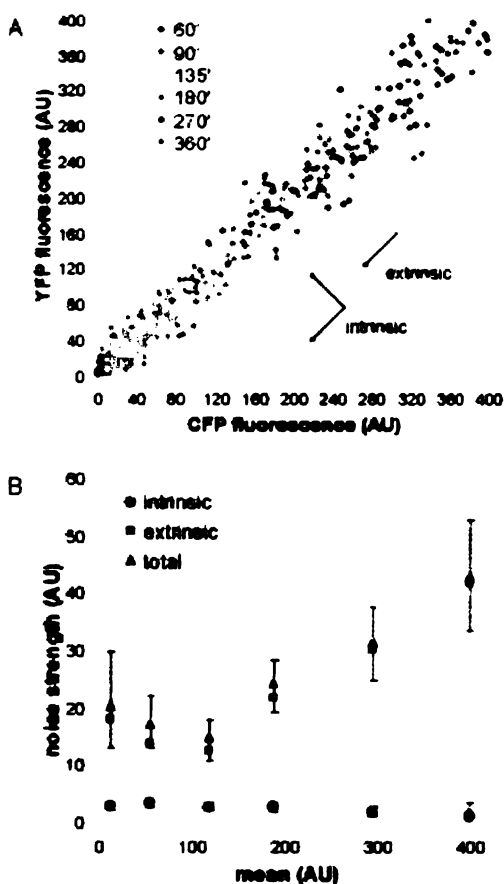 A
400
360
320
280
240
200
160
120
80
40
0
YFP fluorescence (AU)
60'
90'
135'
180'
270'
360'
extrinsic
intrinsic
0 40 80 120 160 200 240 280 320 360 400
CFP fluorescence (AU)
B
60
50
40
30
20
10
0
noise strength (AU)
intrinsic
extrinsic
total
0 100 200 300 400
mean (AU)